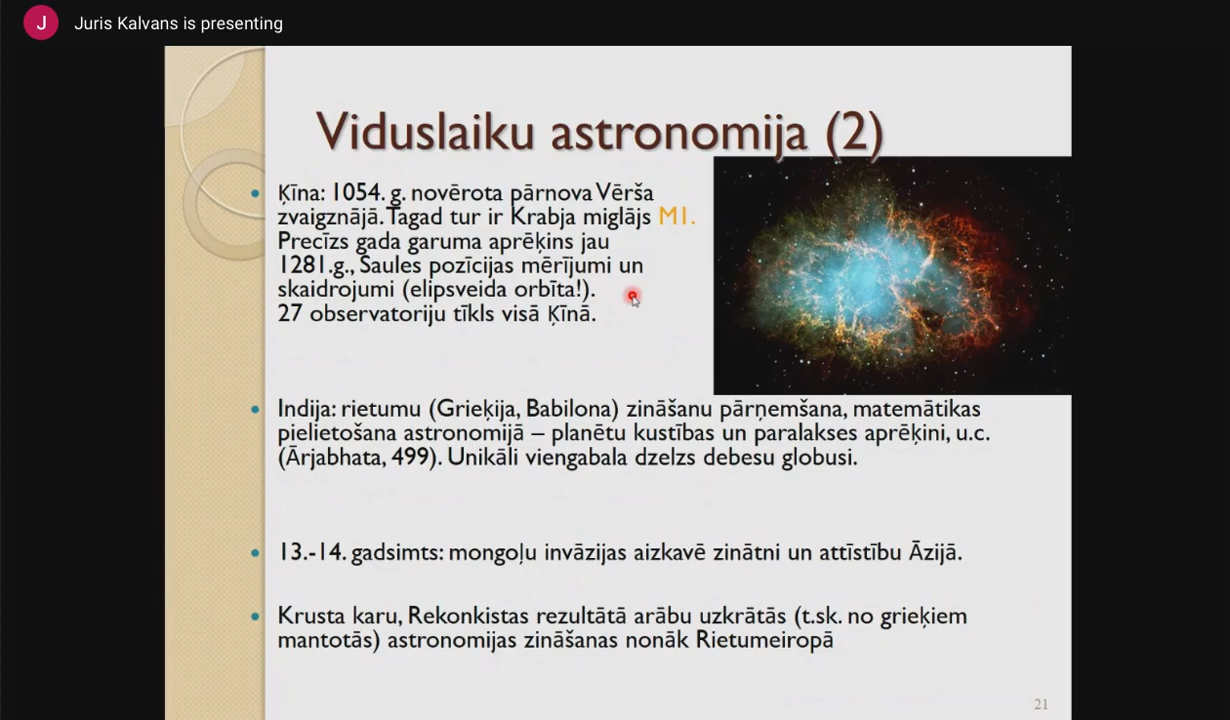 J
Juris Kalvans is presenting
Viduslaiku astronomija (2)
Ķīna: 1054. g. novērota pārnova Vērša
zvaigznājā. Tagad tur ir Krabja miglājs M1.
Precīzs gada garuma aprēķins jau
1281.g., Saules pozīcijas mērījumi un
skaidrojumi (elipsveida orbīta!).
27 observatoriju tīkls visā Ķīnā.
Indija: rietumu (Grieķija, Babilona) zināšanu pārņemšana, matemātikas
pielietošana astronomijā – planētu kustības un paralakses aprēķini, u.c.
(Ārjabhata, 499). Unikāli viengabala dzelzs debesu globusi.
13.-14. gadsimts: mongoļu invāzijas aizkavē zinātni un attīstību Āzijā.
Krusta karu, Rekonkistas rezultātā arābu uzkrātās (t.sk. no grieķiem
mantotās) astronomijas zināšanas nonāk Rietumeiropā
21